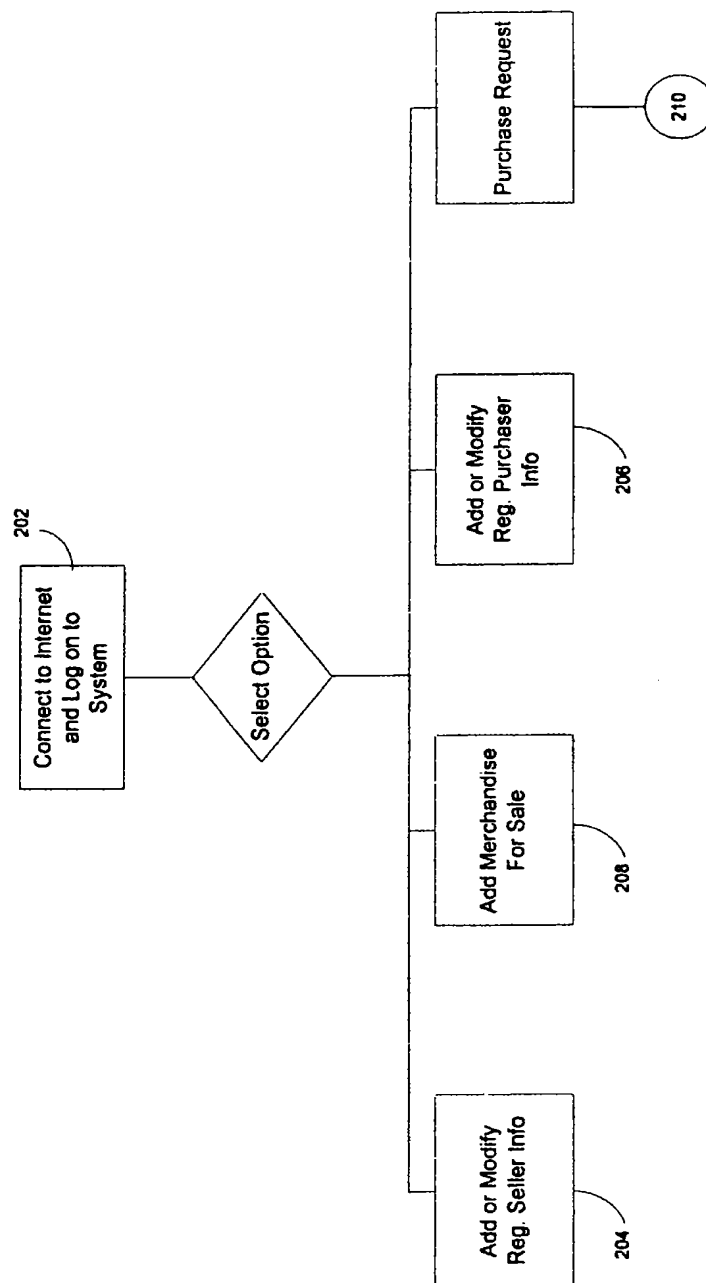 202
Connect to Internet
and Log on to
System
Select Option
Add or Modify
Reg. Seller Info
204
Add Merchandise
For Sale
208
Add or Modify
Reg. Purchaser
Info
206
Purchase Request
210